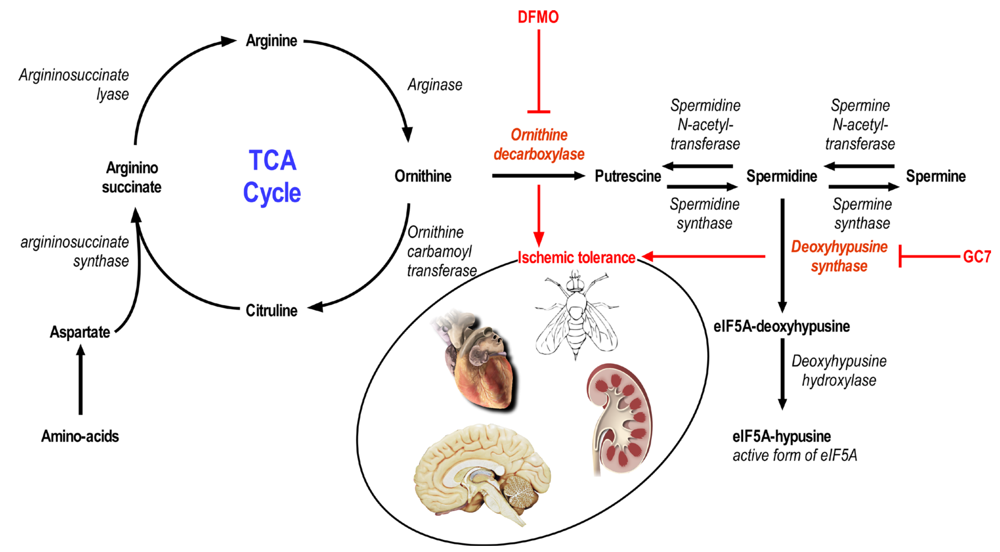 DFMO
Arginine
Argininosuccinate
lyase
Arginase
Spermidine
N-acetyl-
transferase
Spermine
N-acetyl-
transferase
Ornithine
decarboxylase
TCA
Cycle
Arginino
succinate
Ornithine
Putrescine
Spermidine
Spermine
Spermidine
synthase
Spermine
synthase
argininosuccinate
synthase
Ornithine
carbamoyl
transferase
Ischemic tolerance
Deoxyhypusine
synthase
GC7
Citruline
Aspartate
eIF5A-deoxyhypusine
Deoxyhypusine
hydroxylase
Amino-acids
eIF5A-hypusine
active form of eIF5A